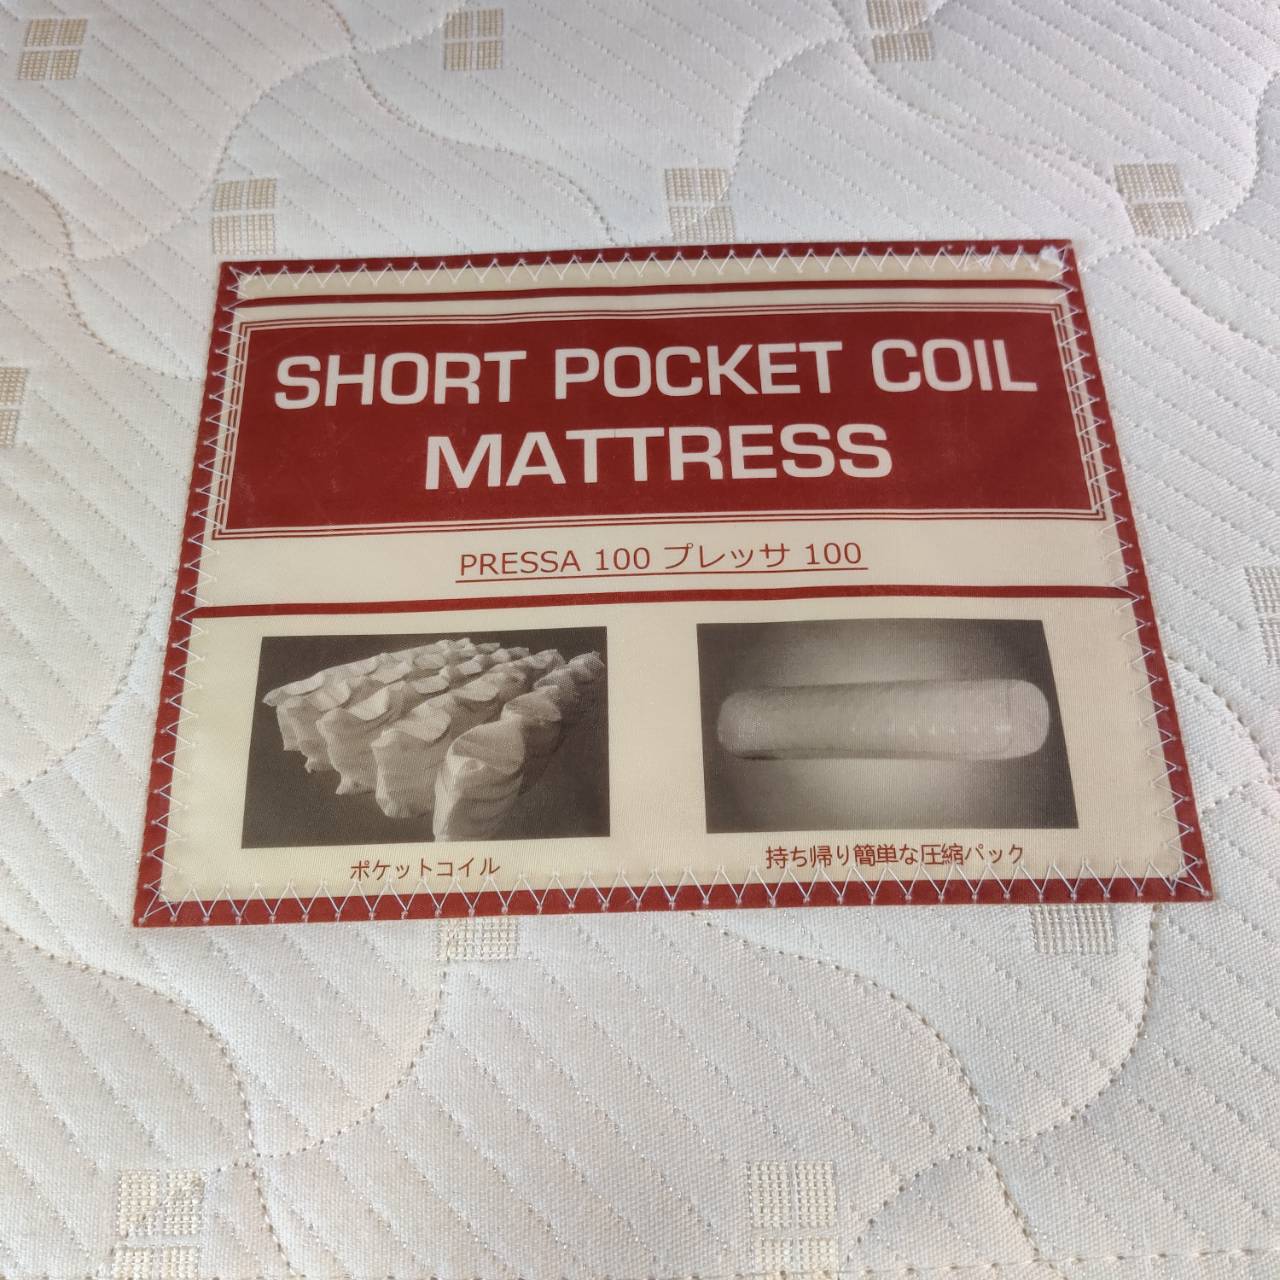 SHORT POCKET COIL
MATTRESS
PRESSA 100 プレッサ 100
ポケットコイル
持ち帰り簡単な圧縮パック